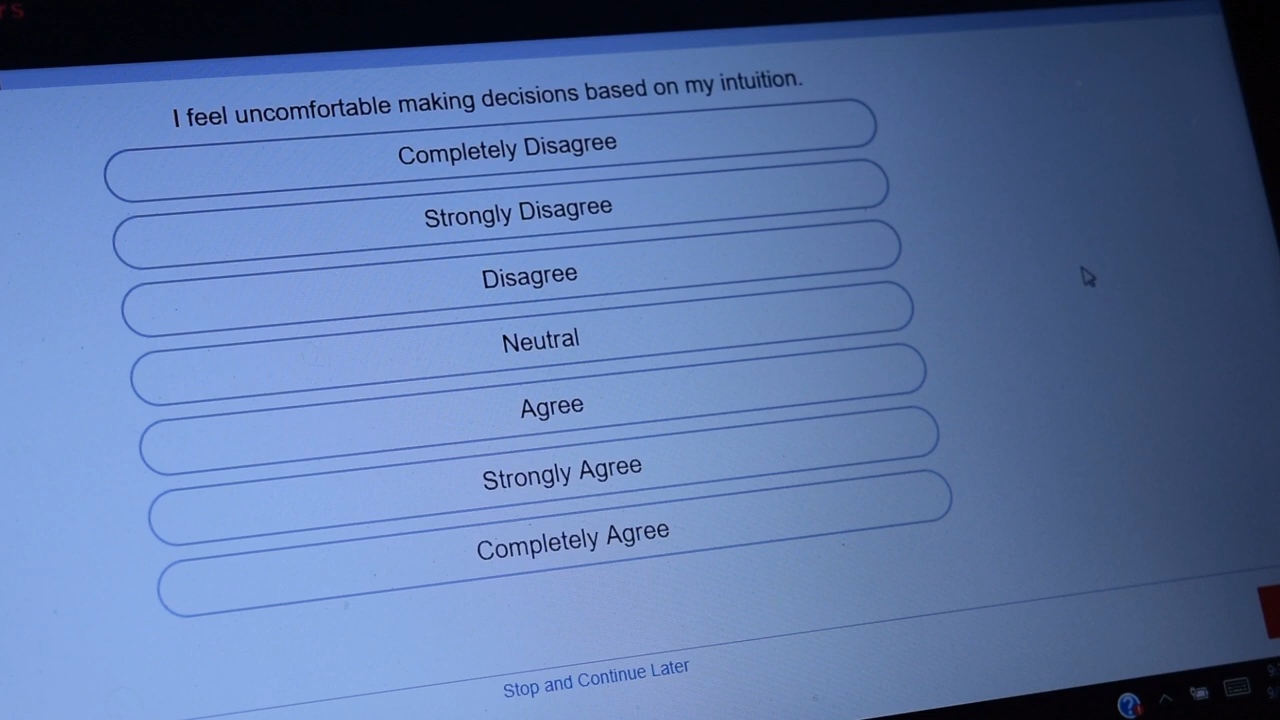 I feel uncomfortable making decisions based on my intuition.
Completely Disagree
Strongly Disagree
Disagree
Neutral
Agree
Strongly Agree
Completely Agree
Stop and Continue Later